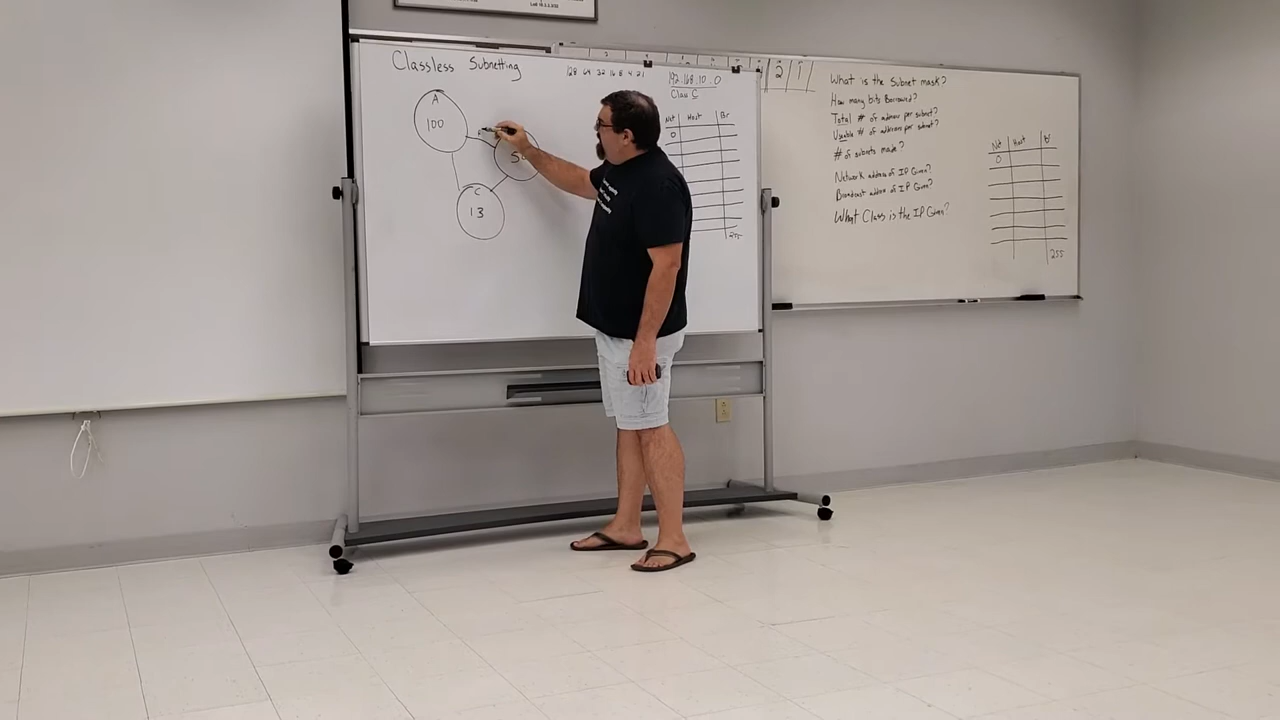 Classless Subnetting
128 64 32 16 8 4 2 1
192.168.10.0
Class C
A
100
C
13
Net Host Br
0
255
2 1
What is the Subnet mask?
How many bits Borrowed?
Total # of address per subnet?
Usable # of address per subnet?
# of subnets made?
Network address of IP Given?
Broadcast address of IP Given?
What Class is the IP Given?
Net Host Br
0
255